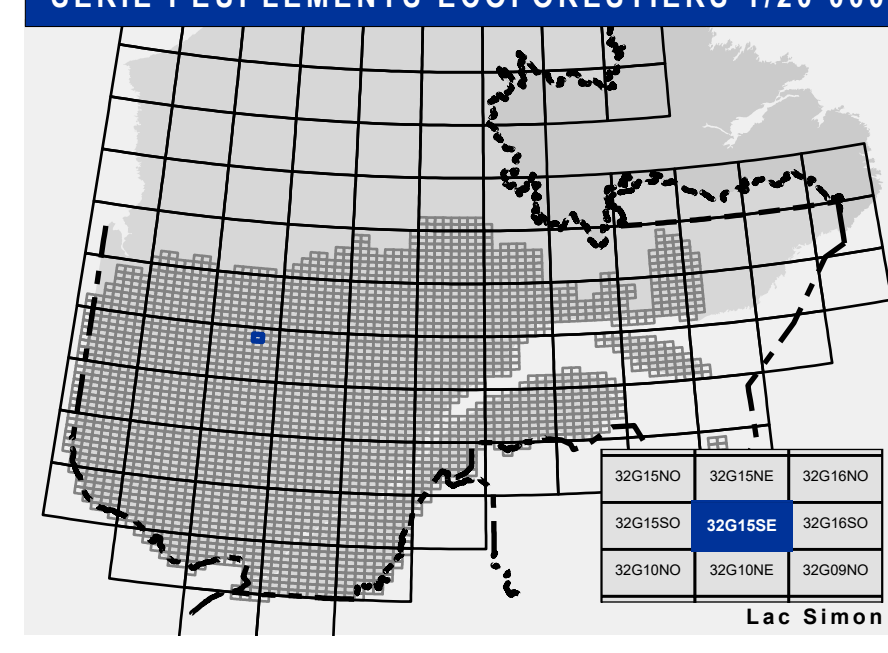 SÉRIE PEUPLEMENTS ÉCOFORESTIERS 1/20 000
32G15NO 32G15NE 32G16NO
32G15SO 32G15SE 32G16SO
32G10NO 32G10NE 32G09NO
Lac Simon